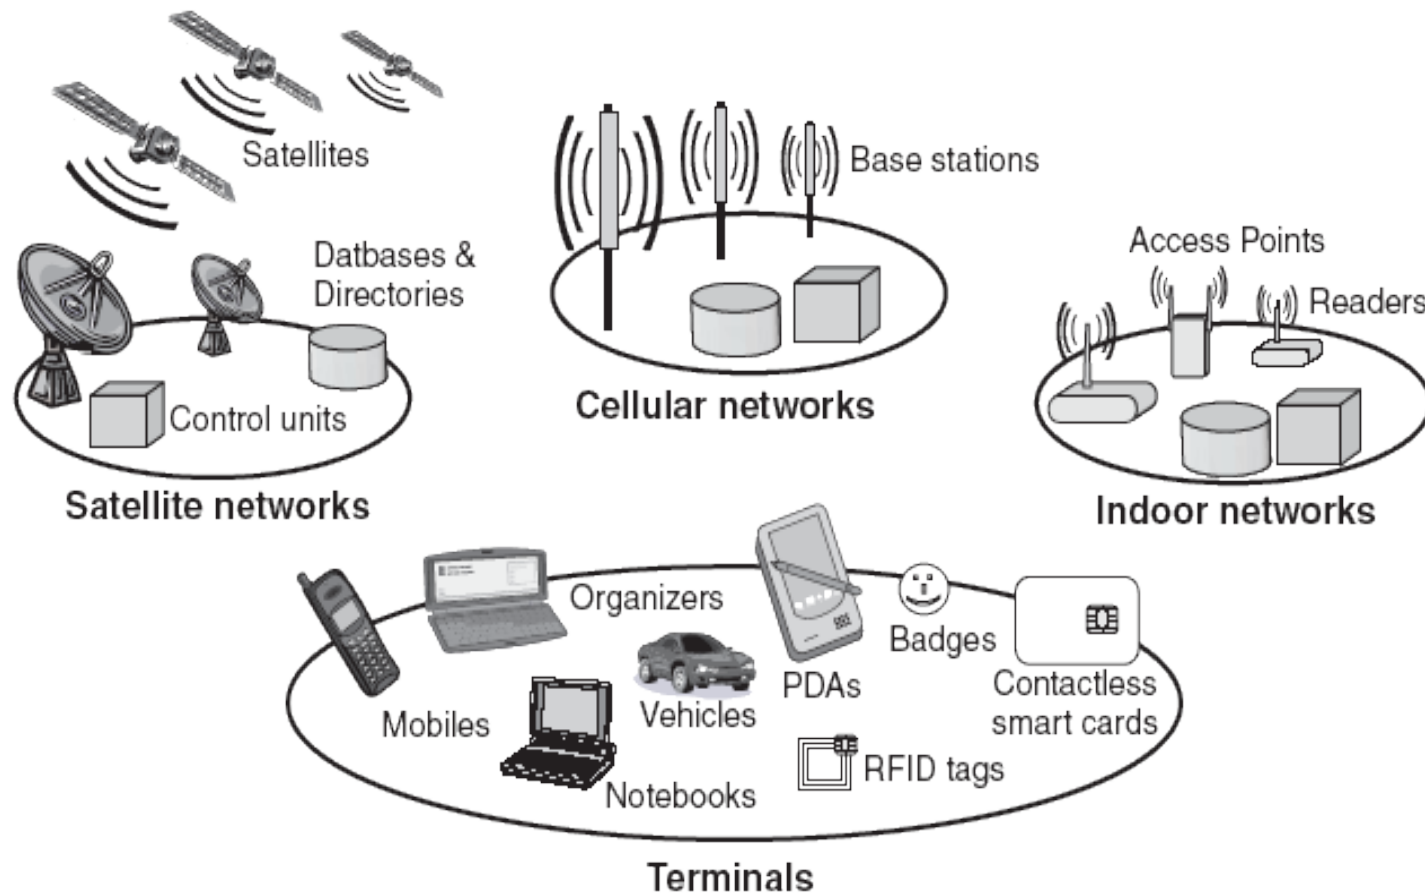 Satellites
Datbases &
Directories
Control units
Satellite networks
Base stations
Cellular networks
Access Points
Readers
Indoor networks
Mobiles
Organizers
Notebooks
Vehicles
PDAs
Badges
Contactless
smart cards
RFID tags
Terminals